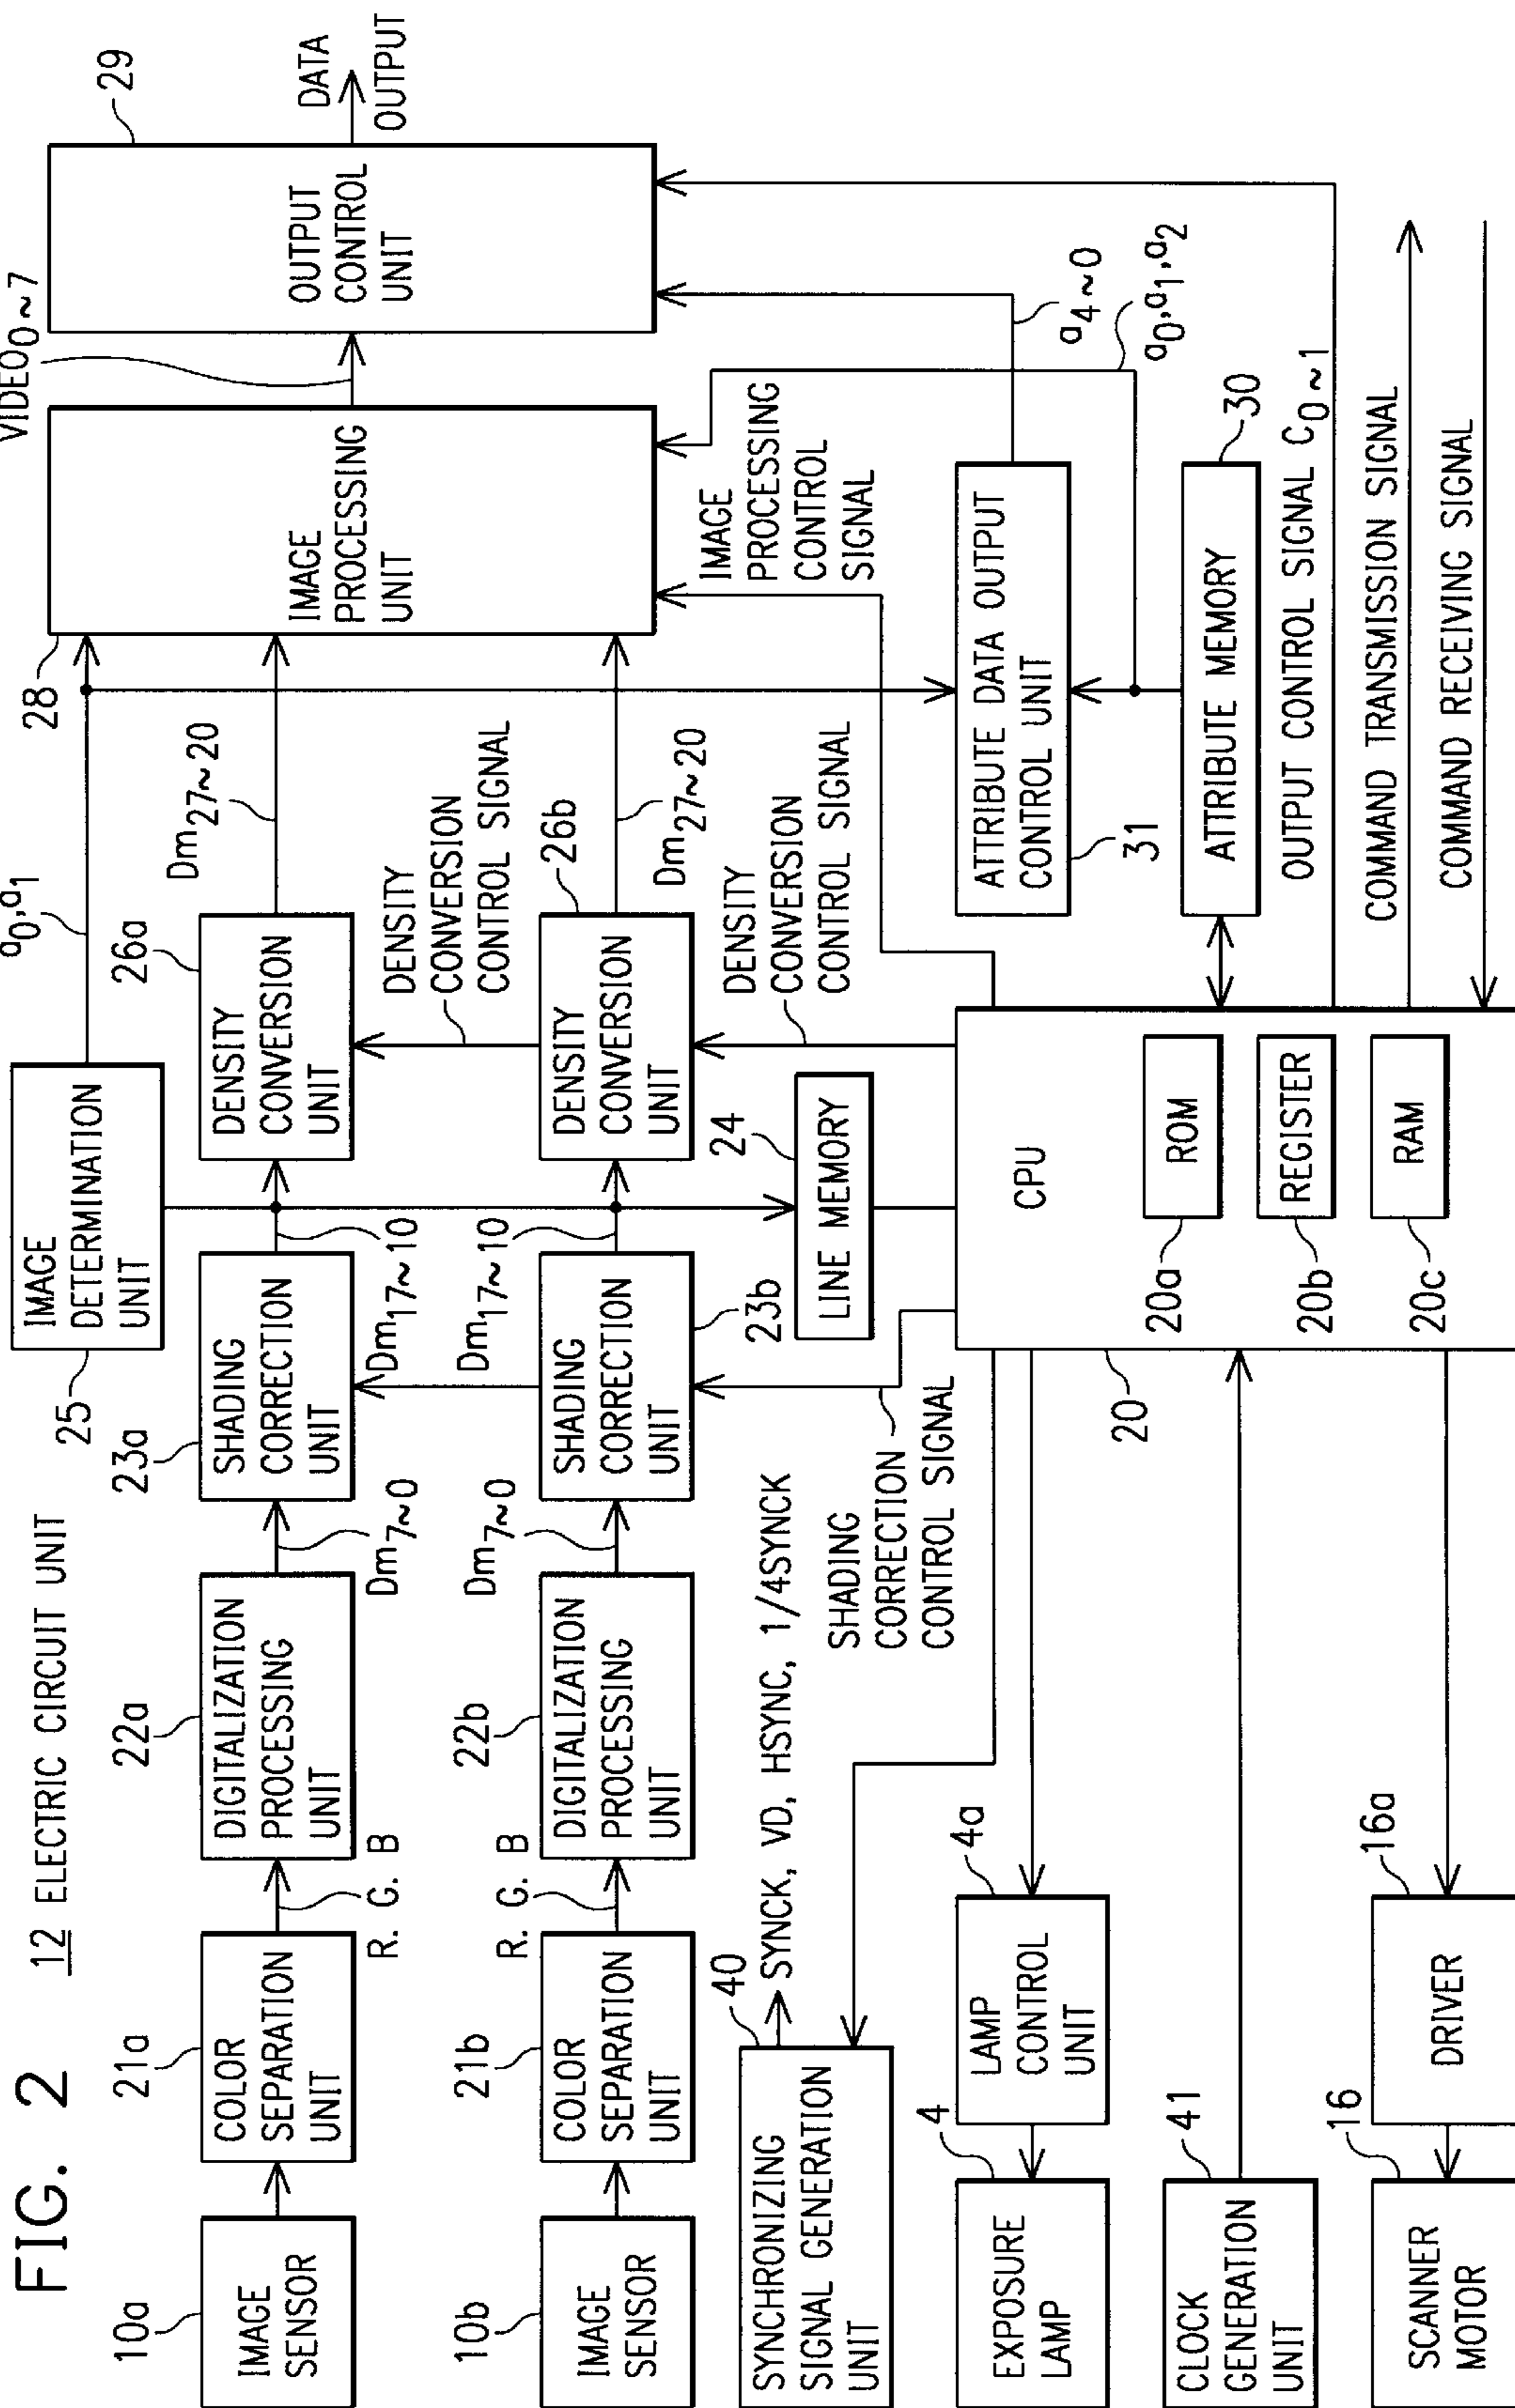 FIG. 2
12 ELECTRIC CIRCUIT UNIT
10a
IMAGE
SENSOR
21a
COLOR
SEPARATION
UNIT
R. G. B
22a
DIGITALIZATION
PROCESSING
UNIT
Dm7~0
23a
SHADING
CORRECTION
UNIT
Dm17~10
25
IMAGE
DETERMINATION
UNIT
a0,a1
26a
DENSITY
CONVERSION
UNIT
Dm27~20
28
IMAGE
PROCESSING
UNIT
VIDEO0~7
29
OUTPUT
CONTROL
UNIT
DATA
OUTPUT
10b
IMAGE
SENSOR
21b
COLOR
SEPARATION
UNIT
R. G. B
22b
DIGITALIZATION
PROCESSING
UNIT
Dm7~0
23b
SHADING
CORRECTION
UNIT
Dm17~10
DENSITY
CONVERSION
CONTROL SIGNAL
26b
DENSITY
CONVERSION
UNIT
Dm27~20
40
SYNCHRONIZING
SIGNAL GENERATION
UNIT
SYNCK, VD, HSYNC, 1/4SYNCK
SHADING
CORRECTION
CONTROL SIGNAL
24
LINE MEMORY
DENSITY
CONVERSION
CONTROL SIGNAL
IMAGE
PROCESSING
CONTROL
SIGNAL
4
EXPOSURE
LAMP
4a
LAMP
CONTROL
UNIT
20
CPU
20a
ROM
20b
REGISTER
20c
RAM
31
ATTRIBUTE DATA OUTPUT
CONTROL UNIT
a4~0
a0,a1,a2
30
ATTRIBUTE MEMORY
41
CLOCK
GENERATION
UNIT
OUTPUT CONTROL SIGNAL C0~1
16
SCANNER
MOTOR
16a
DRIVER
COMMAND TRANSMISSION SIGNAL
COMMAND RECEIVING SIGNAL